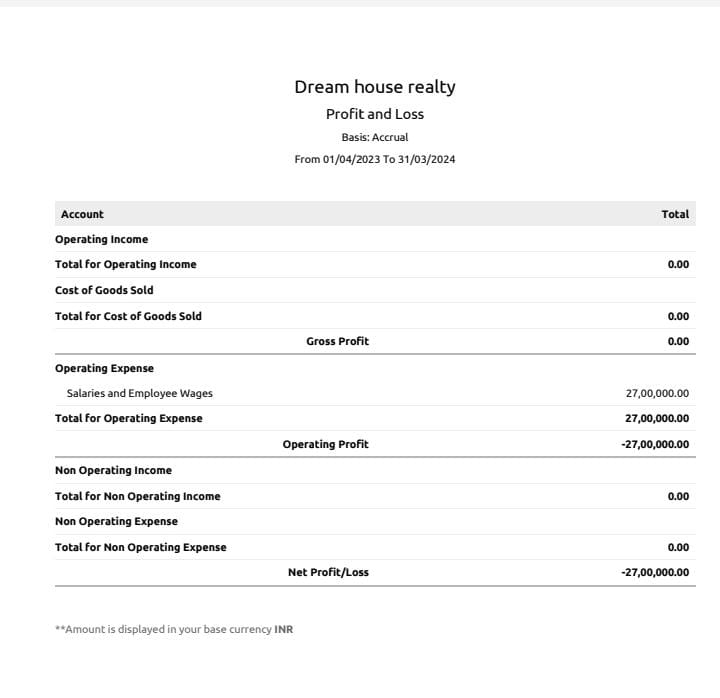 Dream house realty
Profit and Loss
Basis: Accrual
From 01/04/2023 To 31/03/2024
Account Total
Operating Income
Total for Operating Income 0.00
Cost of Goods Sold
Total for Cost of Goods Sold 0.00
Gross Profit 0.00
Operating Expense
Salaries and Employee Wages 27,00,000.00
Total for Operating Expense 27,00,000.00
Operating Profit -27,00,000.00
Non Operating Income
Total for Non Operating Income 0.00
Non Operating Expense
Total for Non Operating Expense 0.00
Net Profit/Loss -27,00,000.00
**Amount is displayed in your base currency INR